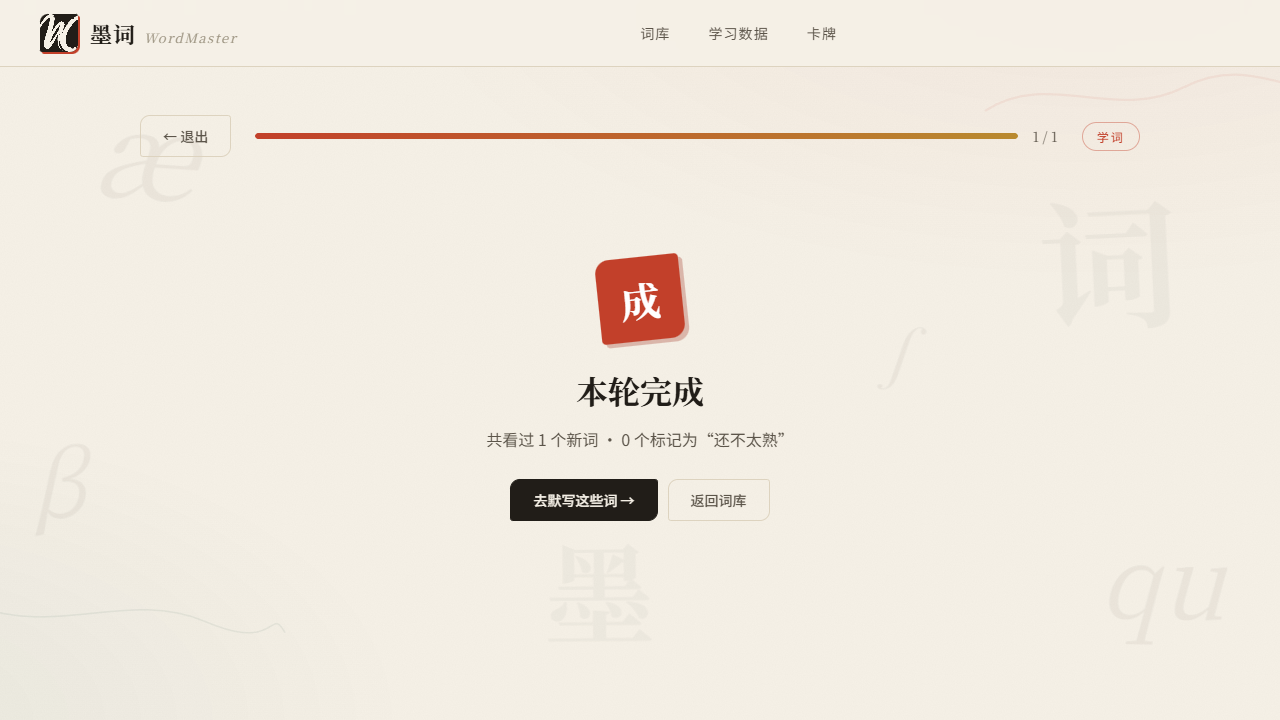 墨词 WordMaster 词库 学习数据 卡牌
← 退出 1 / 1 学词
æ
词
成
∫
本轮完成
共看过 1 个新词 · 0 个标记为“还不太熟”
β
去默写这些词 → 返回词库
墨
qu